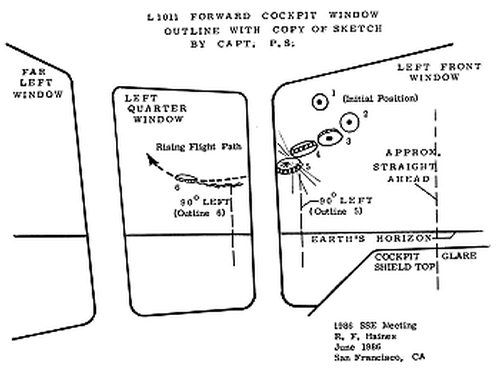 L1011 FORWARD COCKPIT WINDOW
OUTLINE WITH COPY OF SKETCH
BY CAPT. P.S:
FAR
LEFT
WINDOW
LEFT
QUARTER
WINDOW
LEFT FRONT
WINDOW
1
(Initial Position)
2
3
4
5
Rising Flight Path
6
90° LEFT
(Outline 6)
90° LEFT
(Outline 5)
APPROX.
STRAIGHT
AHEAD
EARTH'S HORIZON
COCKPIT GLARE
SHIELD TOP
1986 SSE Meeting
R. F. Haines
June 1986
San Francisco, CA